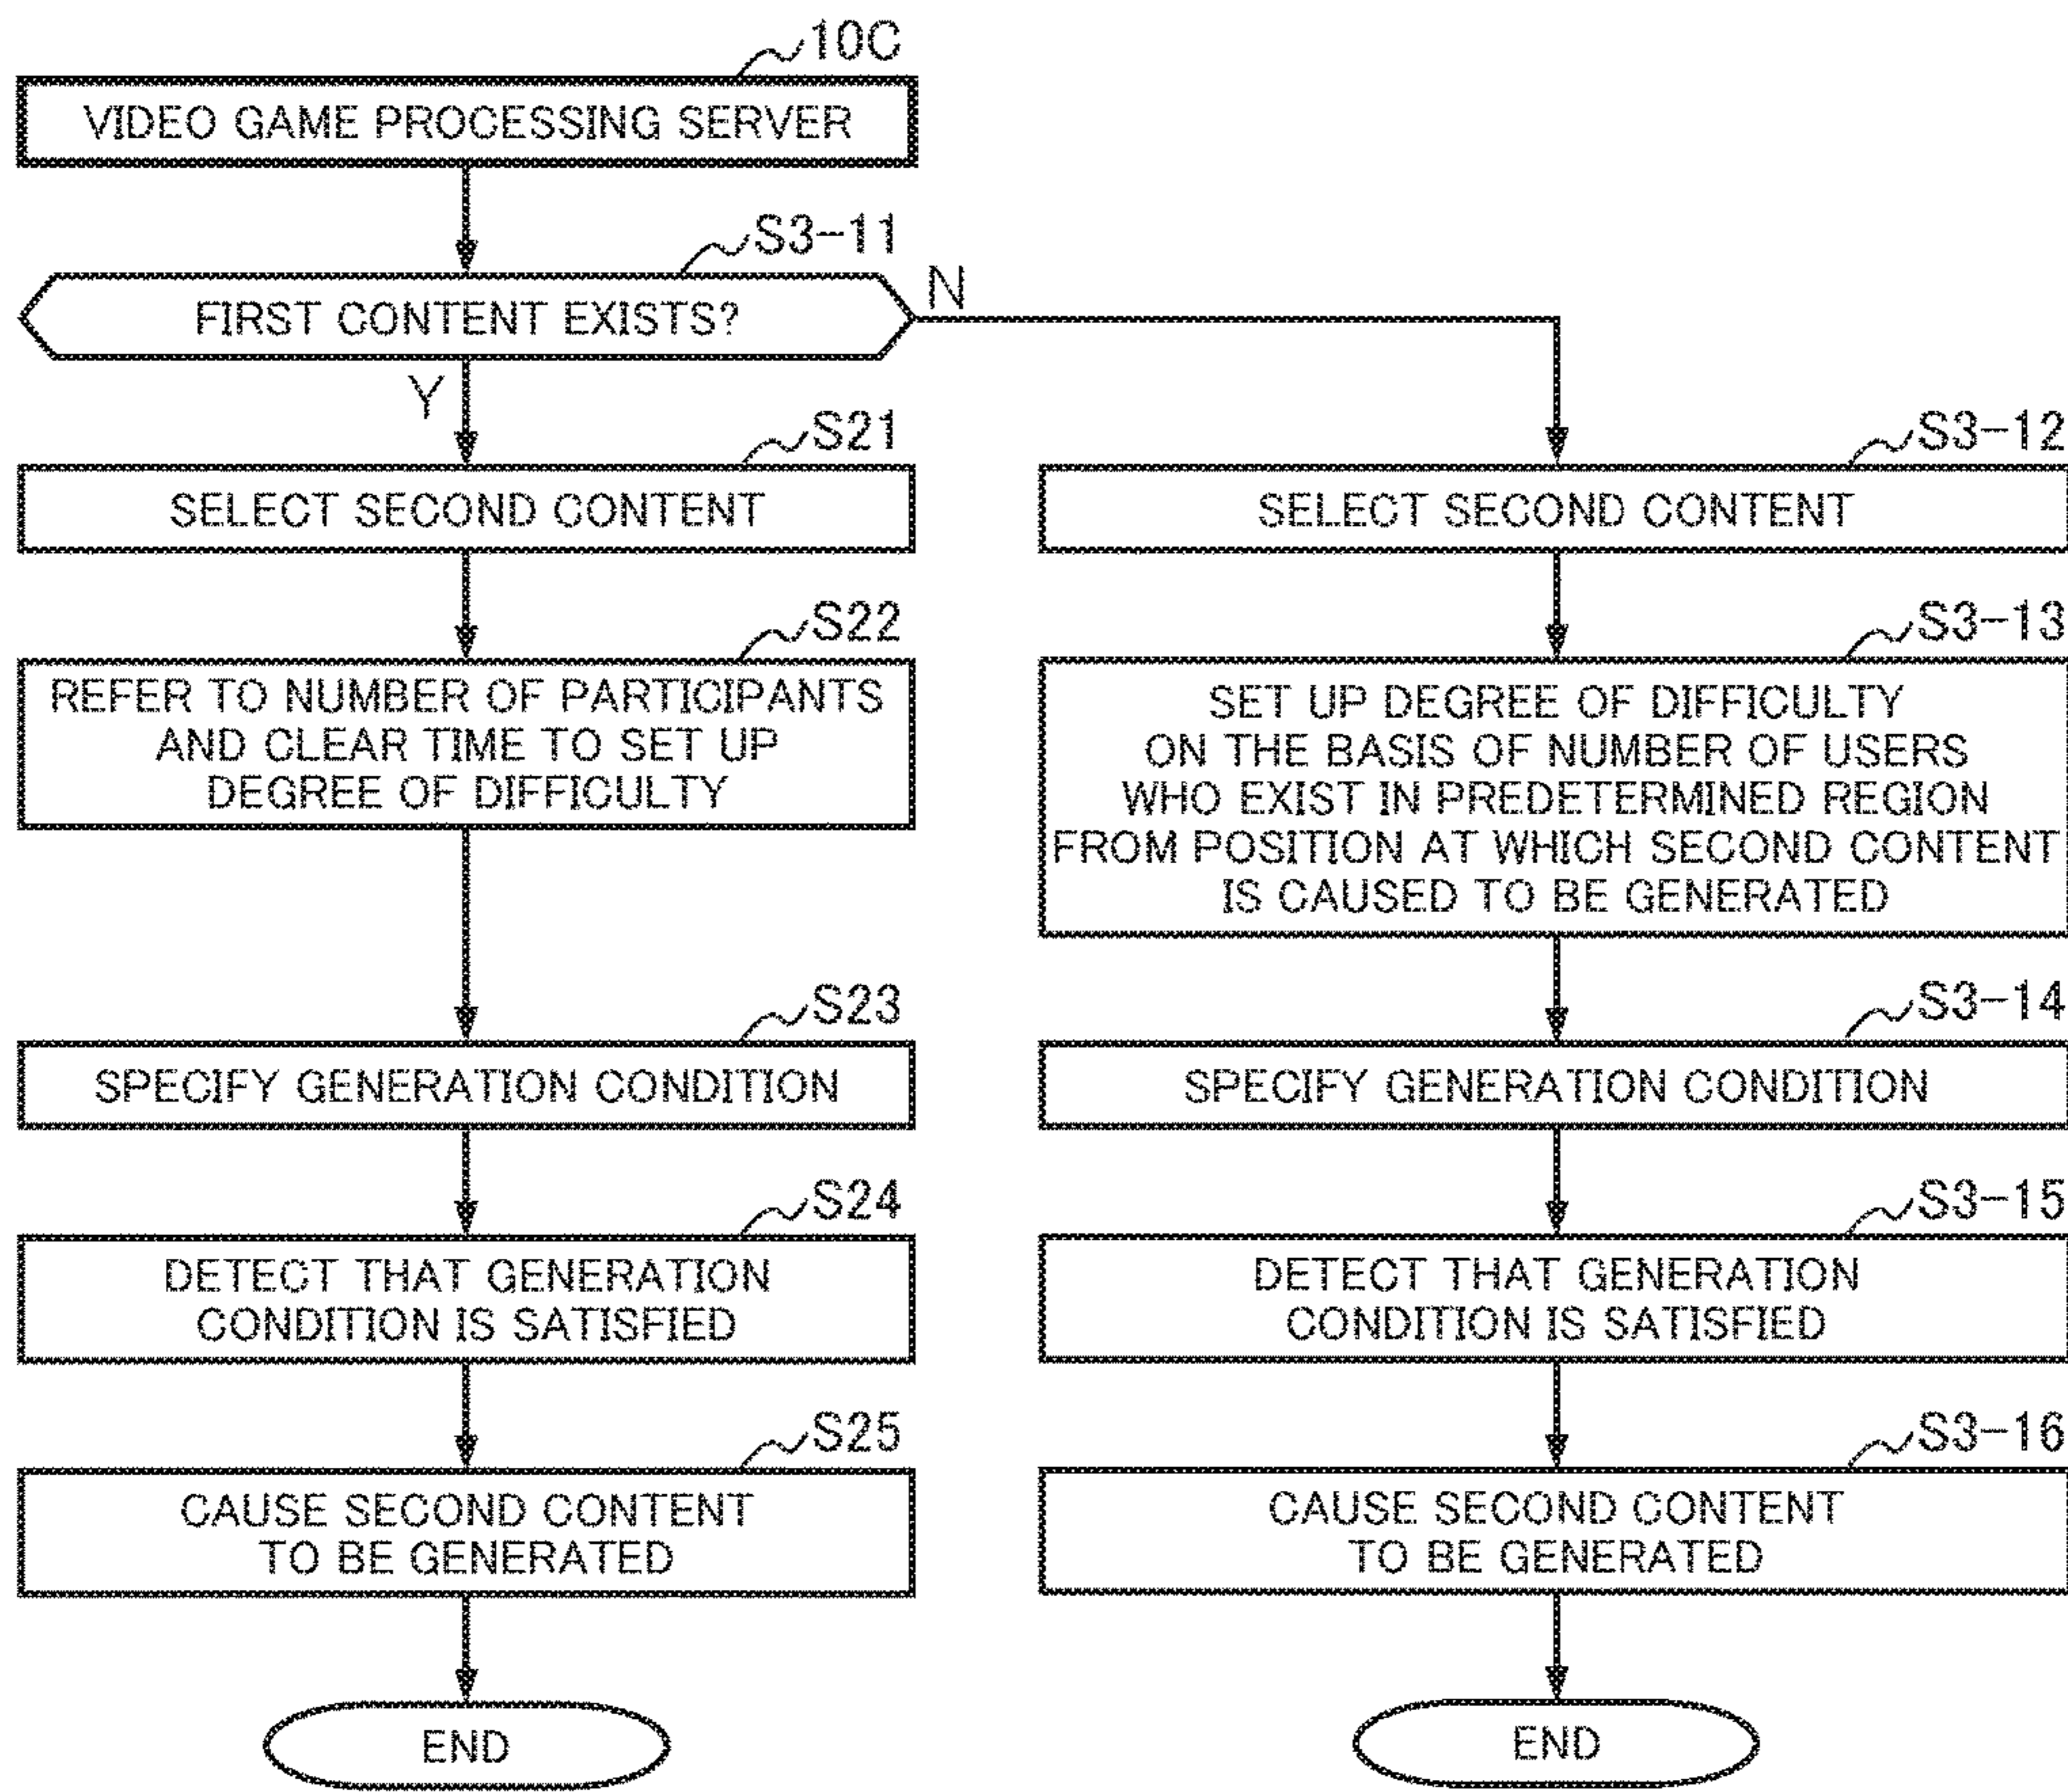 10C
VIDEO GAME PROCESSING SERVER
S3-11
FIRST CONTENT EXISTS?
N
Y
S21
SELECT SECOND CONTENT
S22
REFER TO NUMBER OF PARTICIPANTS
AND CLEAR TIME TO SET UP
DEGREE OF DIFFICULTY
S23
SPECIFY GENERATION CONDITION
S24
DETECT THAT GENERATION
CONDITION IS SATISFIED
S25
CAUSE SECOND CONTENT
TO BE GENERATED
END
S3-12
SELECT SECOND CONTENT
S3-13
SET UP DEGREE OF DIFFICULTY
ON THE BASIS OF NUMBER OF USERS
WHO EXIST IN PREDETERMINED REGION
FROM POSITION AT WHICH SECOND CONTENT
IS CAUSED TO BE GENERATED
S3-14
SPECIFY GENERATION CONDITION
S3-15
DETECT THAT GENERATION
CONDITION IS SATISFIED
S3-16
CAUSE SECOND CONTENT
TO BE GENERATED
END